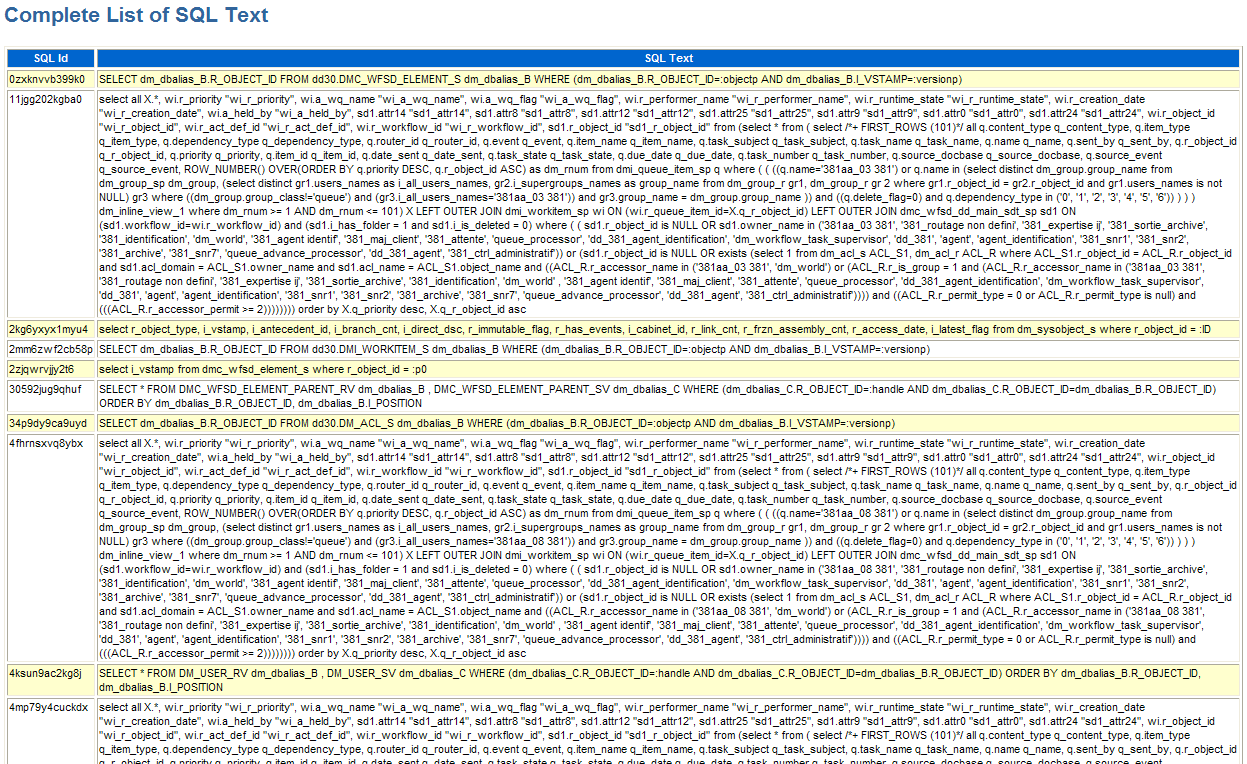 Complete List of SQL Text
SQL Id SQL Text
0zxknvvb399k0 SELECT dm_dbalias_B.R_OBJECT_ID FROM dd30.DMC_WFSD_ELEMENT_S dm_dbalias_B WHERE (dm_dbalias_B.R_OBJECT_ID=:objectp AND dm_dbalias_B.I_VSTAMP=:versionp)
11jgg202kgba0 select all X.*, wi.r_priority "wi_r_priority", wi.a_wq_name "wi_a_wq_name", wi.a_wq_flag "wi_a_wq_flag", wi.r_performer_name "wi_r_performer_name", wi.r_runtime_state "wi_r_runtime_state", wi.r_creation_date
"wi_r_creation_date", wi.a_held_by "wi_a_held_by", sd1.attr14 "sd1_attr14", sd1.attr8 "sd1_attr8", sd1.attr12 "sd1_attr12", sd1.attr25 "sd1_attr25", sd1.attr9 "sd1_attr9", sd1.attr0 "sd1_attr0", sd1.attr24 "sd1_attr24", wi.r_object_id
"wi_r_object_id", wi.r_act_def_id "wi_r_act_def_id", wi.r_workflow_id "wi_r_workflow_id", sd1.r_object_id "sd1_r_object_id" from (select * from ( select /*+ FIRST_ROWS (101)*/ all q.content_type q_content_type, q.item_type
q_item_type, q.dependency_type q_dependency_type, q.router_id q_router_id, q.event q_event, q.item_name q_item_name, q.task_subject q_task_subject, q.task_name q_task_name, q.name q_name, q.sent_by q_sent_by, q.r_object_id
q_r_object_id, q.priority q_priority, q.item_id q_item_id, q.date_sent q_date_sent, q.task_state q_task_state, q.due_date q_due_date, q.task_number q_task_number, q.source_docbase q_source_docbase, q.source_event
q_source_event, ROW_NUMBER() OVER(ORDER BY q.priority DESC, q.r_object_id ASC) as dm_rnum from dmi_queue_item_sp q where ( ( ((q.name='381aa_03 381') or q.name in (select distinct dm_group.group_name from
dm_group_sp dm_group, (select distinct gr1.users_names as i_all_users_names, gr2.i_supergroups_names as group_name from dm_group_r gr1, dm_group_r gr 2 where gr1.r_object_id = gr2.r_object_id and gr1.users_names is not
NULL) gr3 where ((dm_group.group_class!='queue') and (gr3.i_all_users_names='381aa_03 381')) and gr3.group_name = dm_group.group_name )) and ((q.delete_flag=0) and q.dependency_type in ('0', '1', '2', '3', '4', '5', '6')) ) ) )
dm_inline_view_1 where dm_rnum >= 1 AND dm_rnum <= 101) X LEFT OUTER JOIN dmi_workitem_sp wi ON (wi.r_queue_item_id=X.q_r_object_id) LEFT OUTER JOIN dmc_wfsd_dd_main_sdt_sp sd1 ON
(sd1.workflow_id=wi.r_workflow_id) and (sd1.i_has_folder = 1 and sd1.i_is_deleted = 0) where ( ( sd1.r_object_id is NULL OR sd1.owner_name in ('381aa_03 381', '381_routage non defini', '381_expertise ij', '381_sortie_archive',
'381_identification', 'dm_world', '381_agent identif', '381_maj_client', '381_attente', 'queue_processor', 'dd_381_agent_identification', 'dm_workflow_task_supervisor', 'dd_381', 'agent', 'agent_identification', '381_snr1', '381_snr2',
'381_archive', '381_snr7', 'queue_advance_processor', 'dd_381_agent', '381_ctrl_administratif')) or (sd1.r_object_id is NULL OR exists (select 1 from dm_acl_s ACL_S1, dm_acl_r ACL_R where ACL_S1.r_object_id = ACL_R.r_object_id
and sd1.acl_domain = ACL_S1.owner_name and sd1.acl_name = ACL_S1.object_name and ((ACL_R.r_accessor_name in ('381aa_03 381', 'dm_world') or (ACL_R.r_is_group = 1 and (ACL_R.r_accessor_name in ('381aa_03 381',
'381_routage non defini', '381_expertise ij', '381_sortie_archive', '381_identification', 'dm_world' , '381_agent identif', '381_maj_client', '381_attente', 'queue_processor', 'dd_381_agent_identification', 'dm_workflow_task_supervisor',
'dd_381', 'agent', 'agent_identification', '381_snr1', '381_snr2', '381_archive', '381_snr7', 'queue_advance_processor', 'dd_381_agent', '381_ctrl_administratif')))) and ((ACL_R.r_permit_type = 0 or ACL_R.r_permit_type is null) and
(((ACL_R.r_accessor_permit >= 2)))))))) order by X.q_priority desc, X.q_r_object_id asc
2kg6yxyx1myu4 select r_object_type, i_vstamp, i_antecedent_id, i_branch_cnt, i_direct_dsc, r_immutable_flag, r_has_events, i_cabinet_id, r_link_cnt, r_frzn_assembly_cnt, r_access_date, i_latest_flag from dm_sysobject_s where r_object_id = :ID
2mm6zwf2cb58p SELECT dm_dbalias_B.R_OBJECT_ID FROM dd30.DMI_WORKITEM_S dm_dbalias_B WHERE (dm_dbalias_B.R_OBJECT_ID=:objectp AND dm_dbalias_B.I_VSTAMP=:versionp)
2zjqwrvjjy2t6 select i_vstamp from dmc_wfsd_element_s where r_object_id = :p0
30592jug9qhuf SELECT * FROM DMC_WFSD_ELEMENT_PARENT_RV dm_dbalias_B , DMC_WFSD_ELEMENT_PARENT_SV dm_dbalias_C WHERE (dm_dbalias_C.R_OBJECT_ID=:handle AND dm_dbalias_C.R_OBJECT_ID=dm_dbalias_B.R_OBJECT_ID)
ORDER BY dm_dbalias_B.R_OBJECT_ID, dm_dbalias_B.I_POSITION
34p9dy9ca9uyd SELECT dm_dbalias_B.R_OBJECT_ID FROM dd30.DM_ACL_S dm_dbalias_B WHERE (dm_dbalias_B.R_OBJECT_ID=:objectp AND dm_dbalias_B.I_VSTAMP=:versionp)
4fhrnsxvq8ybx select all X.*, wi.r_priority "wi_r_priority", wi.a_wq_name "wi_a_wq_name", wi.a_wq_flag "wi_a_wq_flag", wi.r_performer_name "wi_r_performer_name", wi.r_runtime_state "wi_r_runtime_state", wi.r_creation_date
"wi_r_creation_date", wi.a_held_by "wi_a_held_by", sd1.attr14 "sd1_attr14", sd1.attr8 "sd1_attr8", sd1.attr12 "sd1_attr12", sd1.attr25 "sd1_attr25", sd1.attr9 "sd1_attr9", sd1.attr0 "sd1_attr0", sd1.attr24 "sd1_attr24", wi.r_object_id
"wi_r_object_id", wi.r_act_def_id "wi_r_act_def_id", wi.r_workflow_id "wi_r_workflow_id", sd1.r_object_id "sd1_r_object_id" from (select * from ( select /*+ FIRST_ROWS (101)*/ all q.content_type q_content_type, q.item_type
q_item_type, q.dependency_type q_dependency_type, q.router_id q_router_id, q.event q_event, q.item_name q_item_name, q.task_subject q_task_subject, q.task_name q_task_name, q.name q_name, q.sent_by q_sent_by, q.r_object_id
q_r_object_id, q.priority q_priority, q.item_id q_item_id, q.date_sent q_date_sent, q.task_state q_task_state, q.due_date q_due_date, q.task_number q_task_number, q.source_docbase q_source_docbase, q.source_event
q_source_event, ROW_NUMBER() OVER(ORDER BY q.priority DESC, q.r_object_id ASC) as dm_rnum from dmi_queue_item_sp q where ( ( ((q.name='381aa_08 381') or q.name in (select distinct dm_group.group_name from
dm_group_sp dm_group, (select distinct gr1.users_names as i_all_users_names, gr2.i_supergroups_names as group_name from dm_group_r gr1, dm_group_r gr 2 where gr1.r_object_id = gr2.r_object_id and gr1.users_names is not
NULL) gr3 where ((dm_group.group_class!='queue') and (gr3.i_all_users_names='381aa_08 381')) and gr3.group_name = dm_group.group_name )) and ((q.delete_flag=0) and q.dependency_type in ('0', '1', '2', '3', '4', '5', '6')) ) ) )
dm_inline_view_1 where dm_rnum >= 1 AND dm_rnum <= 101) X LEFT OUTER JOIN dmi_workitem_sp wi ON (wi.r_queue_item_id=X.q_r_object_id) LEFT OUTER JOIN dmc_wfsd_dd_main_sdt_sp sd1 ON
(sd1.workflow_id=wi.r_workflow_id) and (sd1.i_has_folder = 1 and sd1.i_is_deleted = 0) where ( ( sd1.r_object_id is NULL OR sd1.owner_name in ('381aa_08 381', '381_routage non defini', '381_expertise ij', '381_sortie_archive',
'381_identification', 'dm_world', '381_agent identif', '381_maj_client', '381_attente', 'queue_processor', 'dd_381_agent_identification', 'dm_workflow_task_supervisor', 'dd_381', 'agent', 'agent_identification', '381_snr1', '381_snr2',
'381_archive', '381_snr7', 'queue_advance_processor', 'dd_381_agent', '381_ctrl_administratif')) or (sd1.r_object_id is NULL OR exists (select 1 from dm_acl_s ACL_S1, dm_acl_r ACL_R where ACL_S1.r_object_id = ACL_R.r_object_id
and sd1.acl_domain = ACL_S1.owner_name and sd1.acl_name = ACL_S1.object_name and ((ACL_R.r_accessor_name in ('381aa_08 381', 'dm_world') or (ACL_R.r_is_group = 1 and (ACL_R.r_accessor_name in ('381aa_08 381',
'381_routage non defini', '381_expertise ij', '381_sortie_archive', '381_identification', 'dm_world' , '381_agent identif', '381_maj_client', '381_attente', 'queue_processor', 'dd_381_agent_identification', 'dm_workflow_task_supervisor',
'dd_381', 'agent', 'agent_identification', '381_snr1', '381_snr2', '381_archive', '381_snr7', 'queue_advance_processor', 'dd_381_agent', '381_ctrl_administratif')))) and ((ACL_R.r_permit_type = 0 or ACL_R.r_permit_type is null) and
(((ACL_R.r_accessor_permit >= 2)))))))) order by X.q_priority desc, X.q_r_object_id asc
4ksun9ac2kg8j SELECT * FROM DM_USER_RV dm_dbalias_B , DM_USER_SV dm_dbalias_C WHERE (dm_dbalias_C.R_OBJECT_ID=:handle AND dm_dbalias_C.R_OBJECT_ID=dm_dbalias_B.R_OBJECT_ID) ORDER BY dm_dbalias_B.R_OBJECT_ID,
dm_dbalias_B.I_POSITION
4mp79y4cuckdx select all X.*, wi.r_priority "wi_r_priority", wi.a_wq_name "wi_a_wq_name", wi.a_wq_flag "wi_a_wq_flag", wi.r_performer_name "wi_r_performer_name", wi.r_runtime_state "wi_r_runtime_state", wi.r_creation_date
"wi_r_creation_date", wi.a_held_by "wi_a_held_by", sd1.attr14 "sd1_attr14", sd1.attr8 "sd1_attr8", sd1.attr12 "sd1_attr12", sd1.attr25 "sd1_attr25", sd1.attr9 "sd1_attr9", sd1.attr0 "sd1_attr0", sd1.attr24 "sd1_attr24", wi.r_object_id
"wi_r_object_id", wi.r_act_def_id "wi_r_act_def_id", wi.r_workflow_id "wi_r_workflow_id", sd1.r_object_id "sd1_r_object_id" from (select * from ( select /*+ FIRST_ROWS (101)*/ all q.content_type q_content_type, q.item_type
q_item_type, q.dependency_type q_dependency_type, q.router_id q_router_id, q.event q_event, q.item_name q_item_name, q.task_subject q_task_subject, q.task_name q_task_name, q.name q_name, q.sent_by q_sent_by, q.r_object_id
q_r_object_id, q.priority q_priority, q.item_id q_item_id, q.date_sent q_date_sent, q.task_state q_task_state, q.due_date q_due_date, q.task_number q_task_number, q.source_docbase q_source_docbase, q.source_event